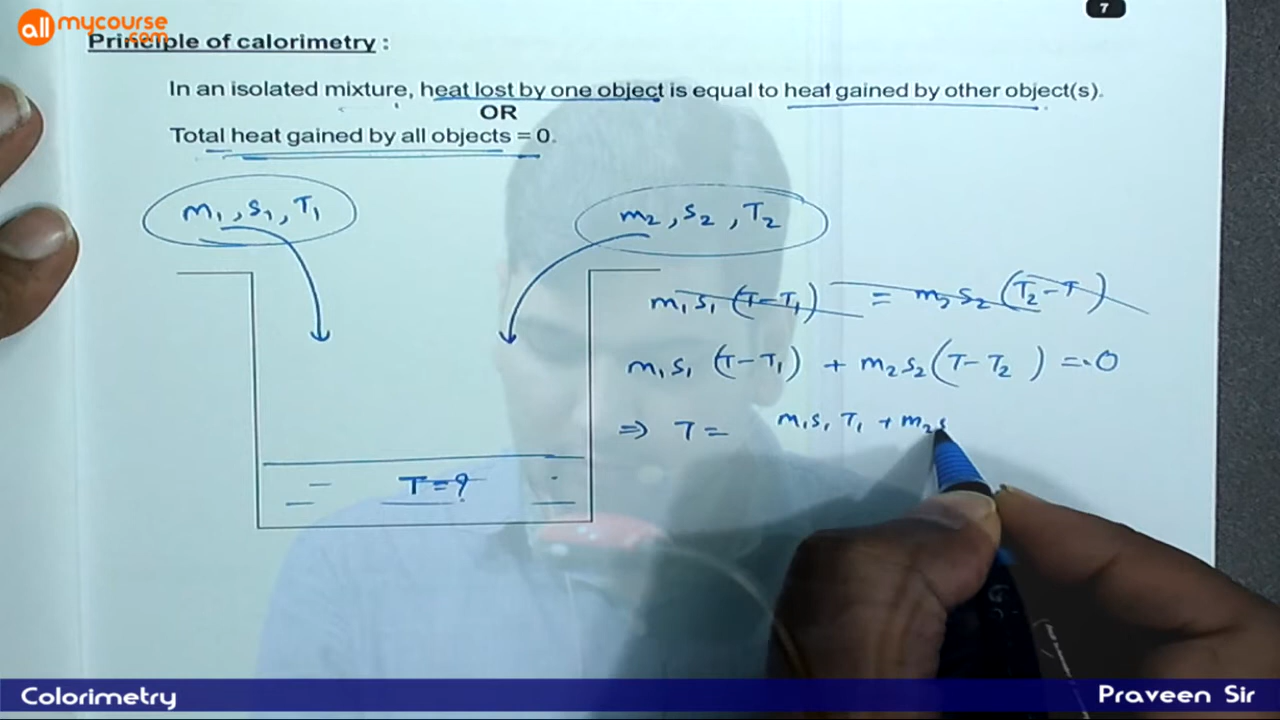 7
allmycourse.com
Principle of calorimetry :
In an isolated mixture, heat lost by one object is equal to heat gained by other object(s).
OR
Total heat gained by all objects = 0.
m₁, s₁, T₁
m₂, s₂, T₂
m₁s₁(T-T₁) = m₂s₂(T₂-T)
m₁s₁(T-T₁) + m₂s₂(T-T₂) = 0
⇒ T = m₁s₁T₁ + m₂s
T=?
Colorimetry
Praveen Sir